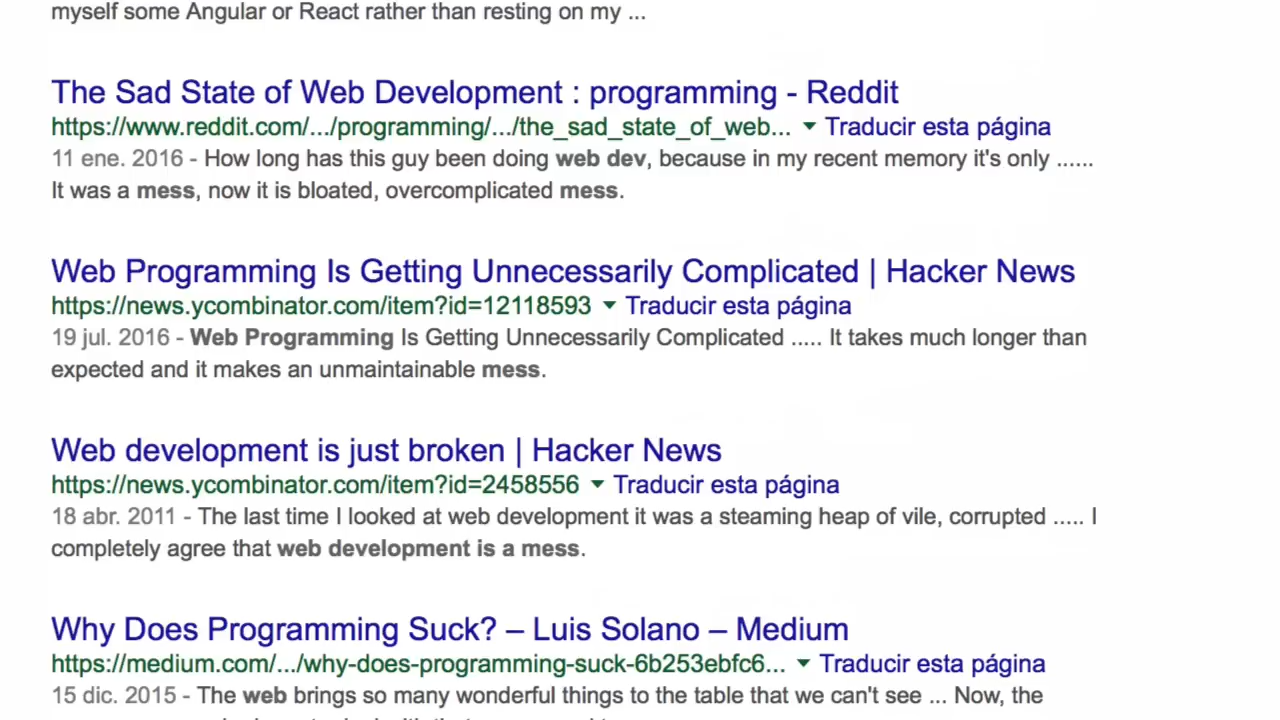 myself some Angular or React rather than resting on my ...
The Sad State of Web Development : programming - Reddit
https://www.reddit.com/.../programming/.../the_sad_state_of_web... Traducir esta página
11 ene. 2016 - How long has this guy been doing web dev, because in my recent memory it's only ......
It was a mess, now it is bloated, overcomplicated mess.
Web Programming Is Getting Unnecessarily Complicated | Hacker News
https://news.ycombinator.com/item?id=12118593 Traducir esta página
19 jul. 2016 - Web Programming Is Getting Unnecessarily Complicated ..... It takes much longer than
expected and it makes an unmaintainable mess.
Web development is just broken | Hacker News
https://news.ycombinator.com/item?id=2458556 Traducir esta página
18 abr. 2011 - The last time I looked at web development it was a steaming heap of vile, corrupted ..... I
completely agree that web development is a mess.
Why Does Programming Suck? – Luis Solano – Medium
https://medium.com/.../why-does-programming-suck-6b253ebfc6... Traducir esta página
15 dic. 2015 - The web brings so many wonderful things to the table that we can't see ... Now, the